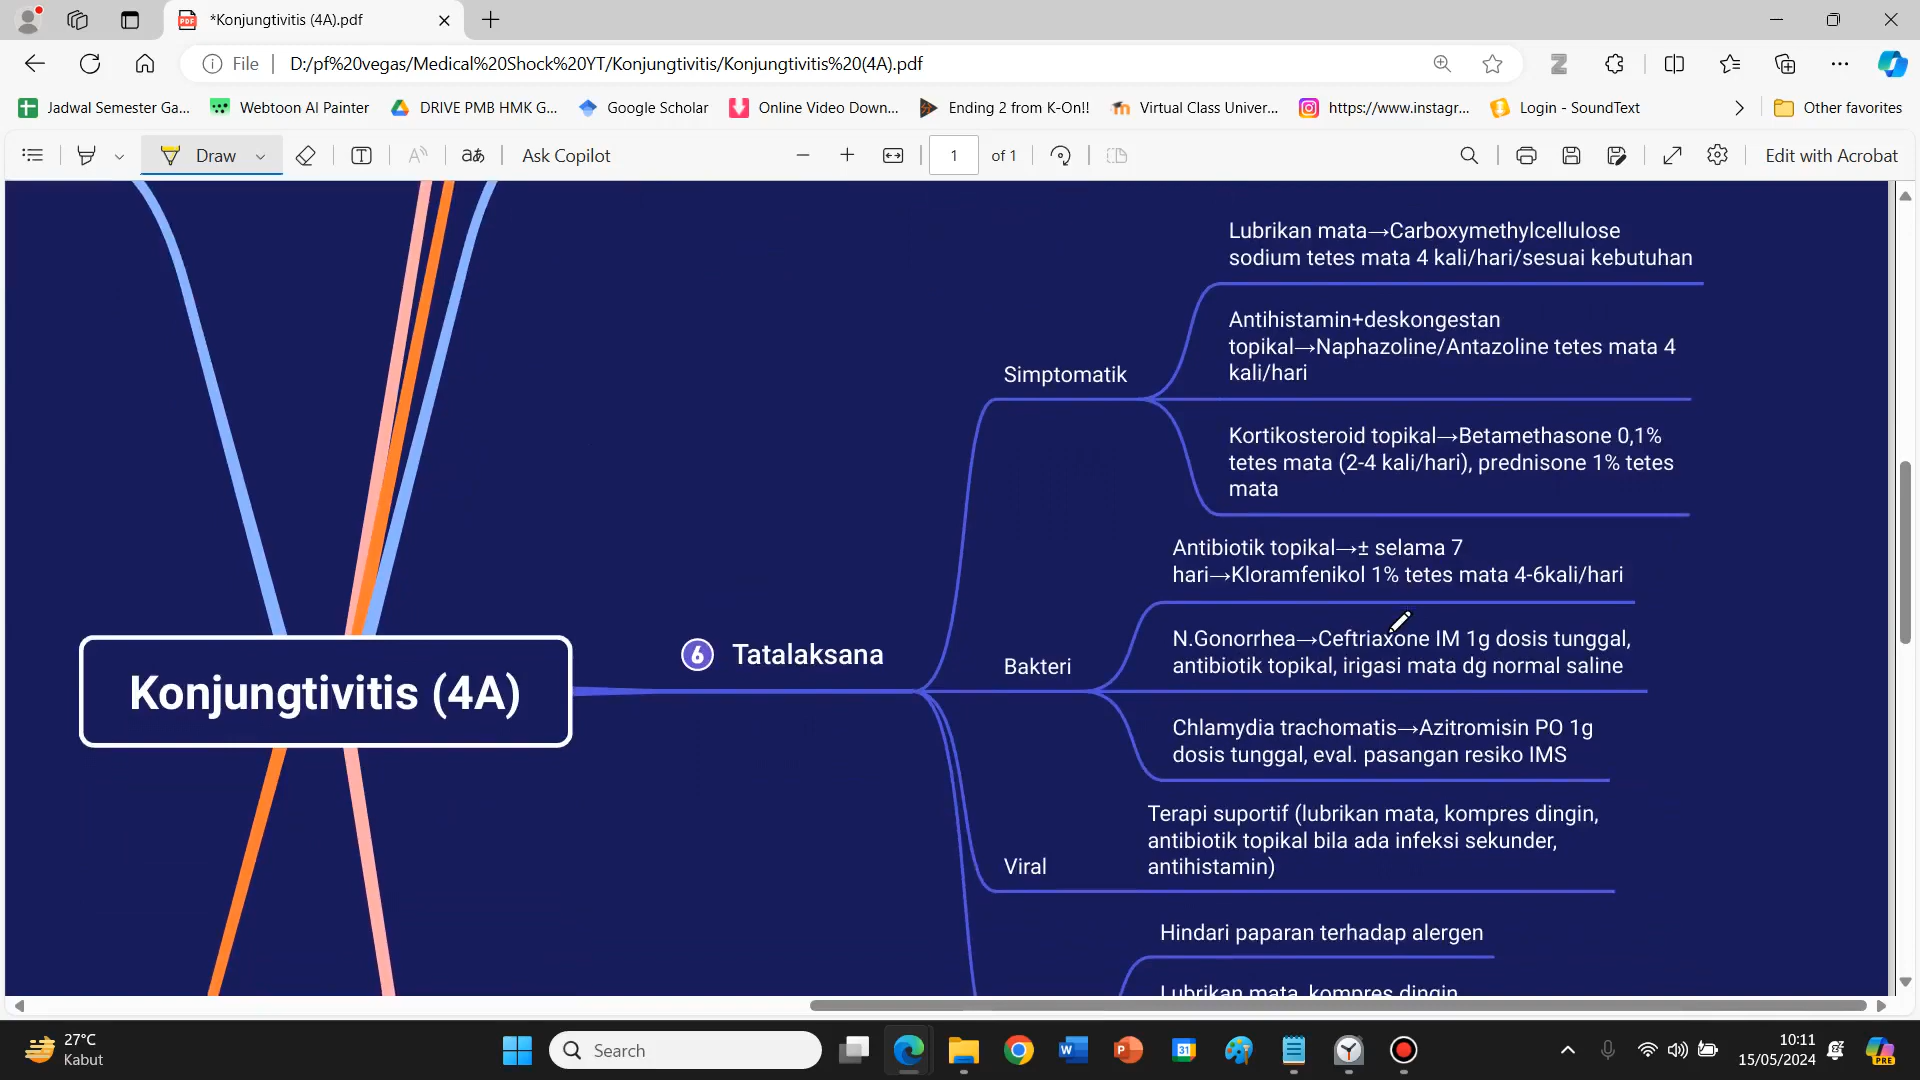 *Konjungtivitis (4A).pdf
File
D:/pf%20vegas/Medical%20Shock%20YT/Konjungtivitis/Konjungtivitis%20(4A).pdf
Jadwal Semester Ga...
Webtoon AI Painter
DRIVE PMB HMK G...
Google Scholar
Online Video Down...
Ending 2 from K-On!!
Virtual Class Univer...
https://www.instagr...
Login - SoundText
Other favorites
Draw
Ask Copilot
1
of 1
Edit with Acrobat
Konjungtivitis (4A)
6 Tatalaksana
Simptomatik
Lubrikan mata→Carboxymethylcellulose
sodium tetes mata 4 kali/hari/sesuai kebutuhan
Antihistamin+deskongestan
topikal→Naphazoline/Antazoline tetes mata 4
kali/hari
Kortikosteroid topikal→Betamethasone 0,1%
tetes mata (2-4 kali/hari), prednisone 1% tetes
mata
Bakteri
Antibiotik topikal→± selama 7
hari→Kloramfenikol 1% tetes mata 4-6kali/hari
N.Gonorrhea→Ceftriaxone IM 1g dosis tunggal,
antibiotik topikal, irigasi mata dg normal saline
Chlamydia trachomatis→Azitromisin PO 1g
dosis tunggal, eval. pasangan resiko IMS
Viral
Terapi suportif (lubrikan mata, kompres dingin,
antibiotik topikal bila ada infeksi sekunder,
antihistamin)
Hindari paparan terhadap alergen
Lubrikan mata, kompres dingin
27°C
Kabut
Search
10:11
15/05/2024